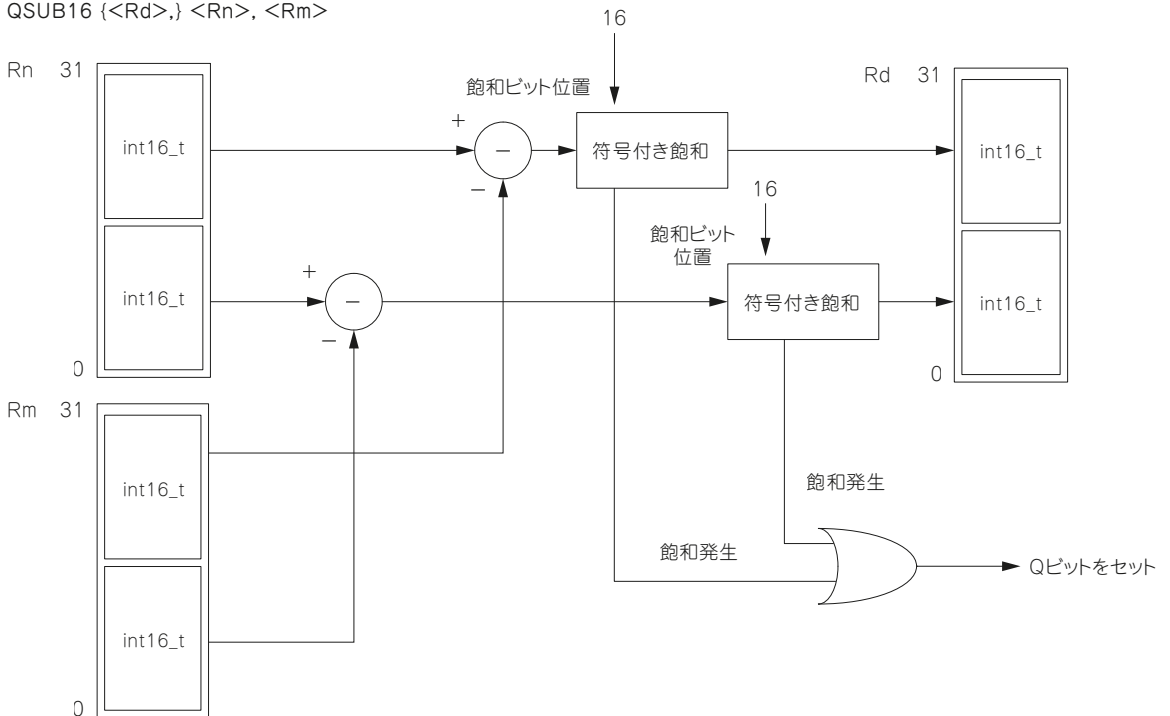 QSUB16 {<Rd>,} <Rn>, <Rm>
16
Rn 31
飽和ビット位置
Rd 31
+
int16_t
−
符号付き飽和
int16_t
−
16
飽和ビット
位置
+
int16_t
−
符号付き飽和
int16_t
−
0
0
Rm 31
int16_t
飽和発生
飽和発生
Qビットをセット
int16_t
0